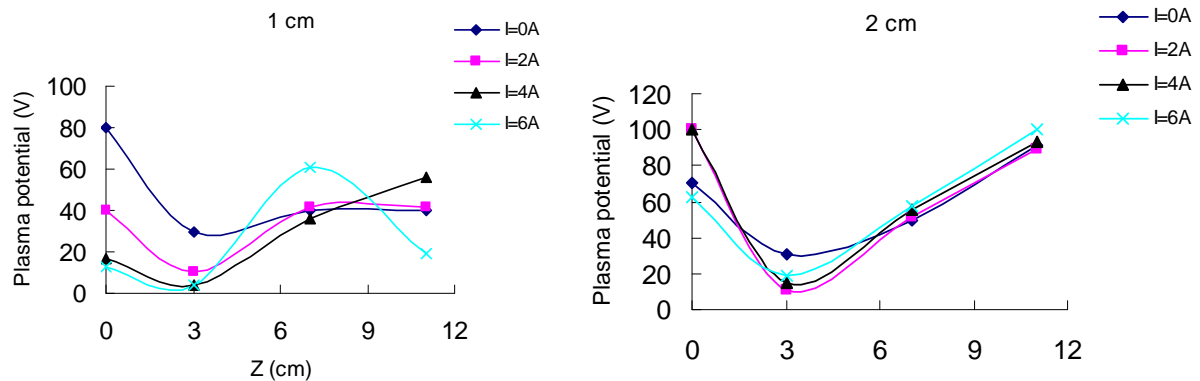 1 cm
I=0A
I=2A
I=4A
I=6A
Plasma potential (V)
100
80
60
40
20
0
0 3 6 9 12
Z (cm)
2 cm
I=0A
I=2A
I=4A
I=6A
Plasma potential (V)
120
100
80
60
40
20
0
0 3 6 9 12